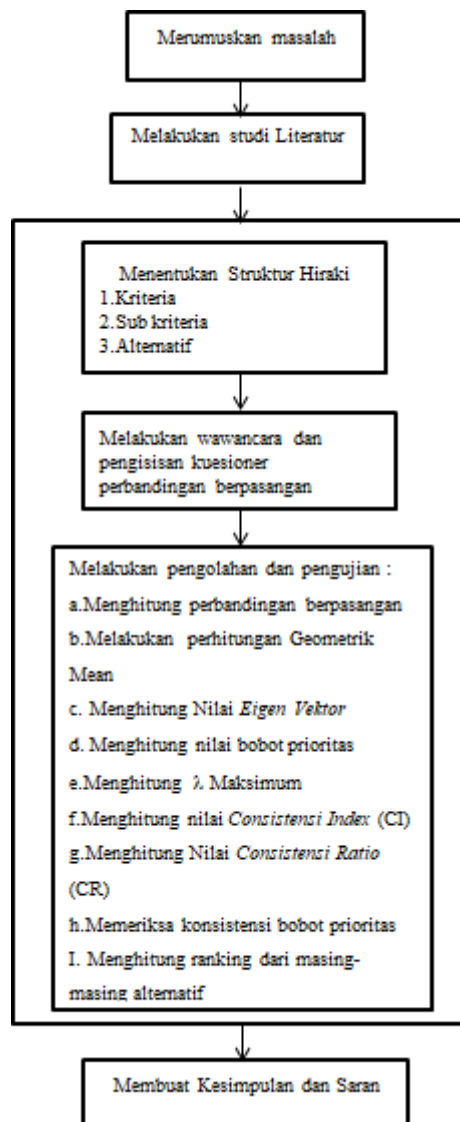 Merumuskan masalah
Melakukan studi Literatur
Menentukan Struktur Hiraki
1.Kriteria
2.Sub kriteria
3.Alternatif
Melakukan wawancara dan
pengisisan kuesioner
perbandingan berpasangan
Melakukan pengolahan dan pengujian :
a.Menghitung perbandingan berpasangan
b.Melakukan perhitungan Geometrik
Mean
c. Menghitung Nilai Eigen Vektor
d. Menghitung nilai bobot prioritas
e.Menghitung λ Maksimum
f.Menghitung nilai Consistensi Index (CI)
g.Menghitung Nilai Consistensi Ratio
(CR)
h.Memeriksa konsistensi bobot prioritas
I. Menghitung ranking dari masing-
masing alternatif
Membuat Kesimpulan dan Saran